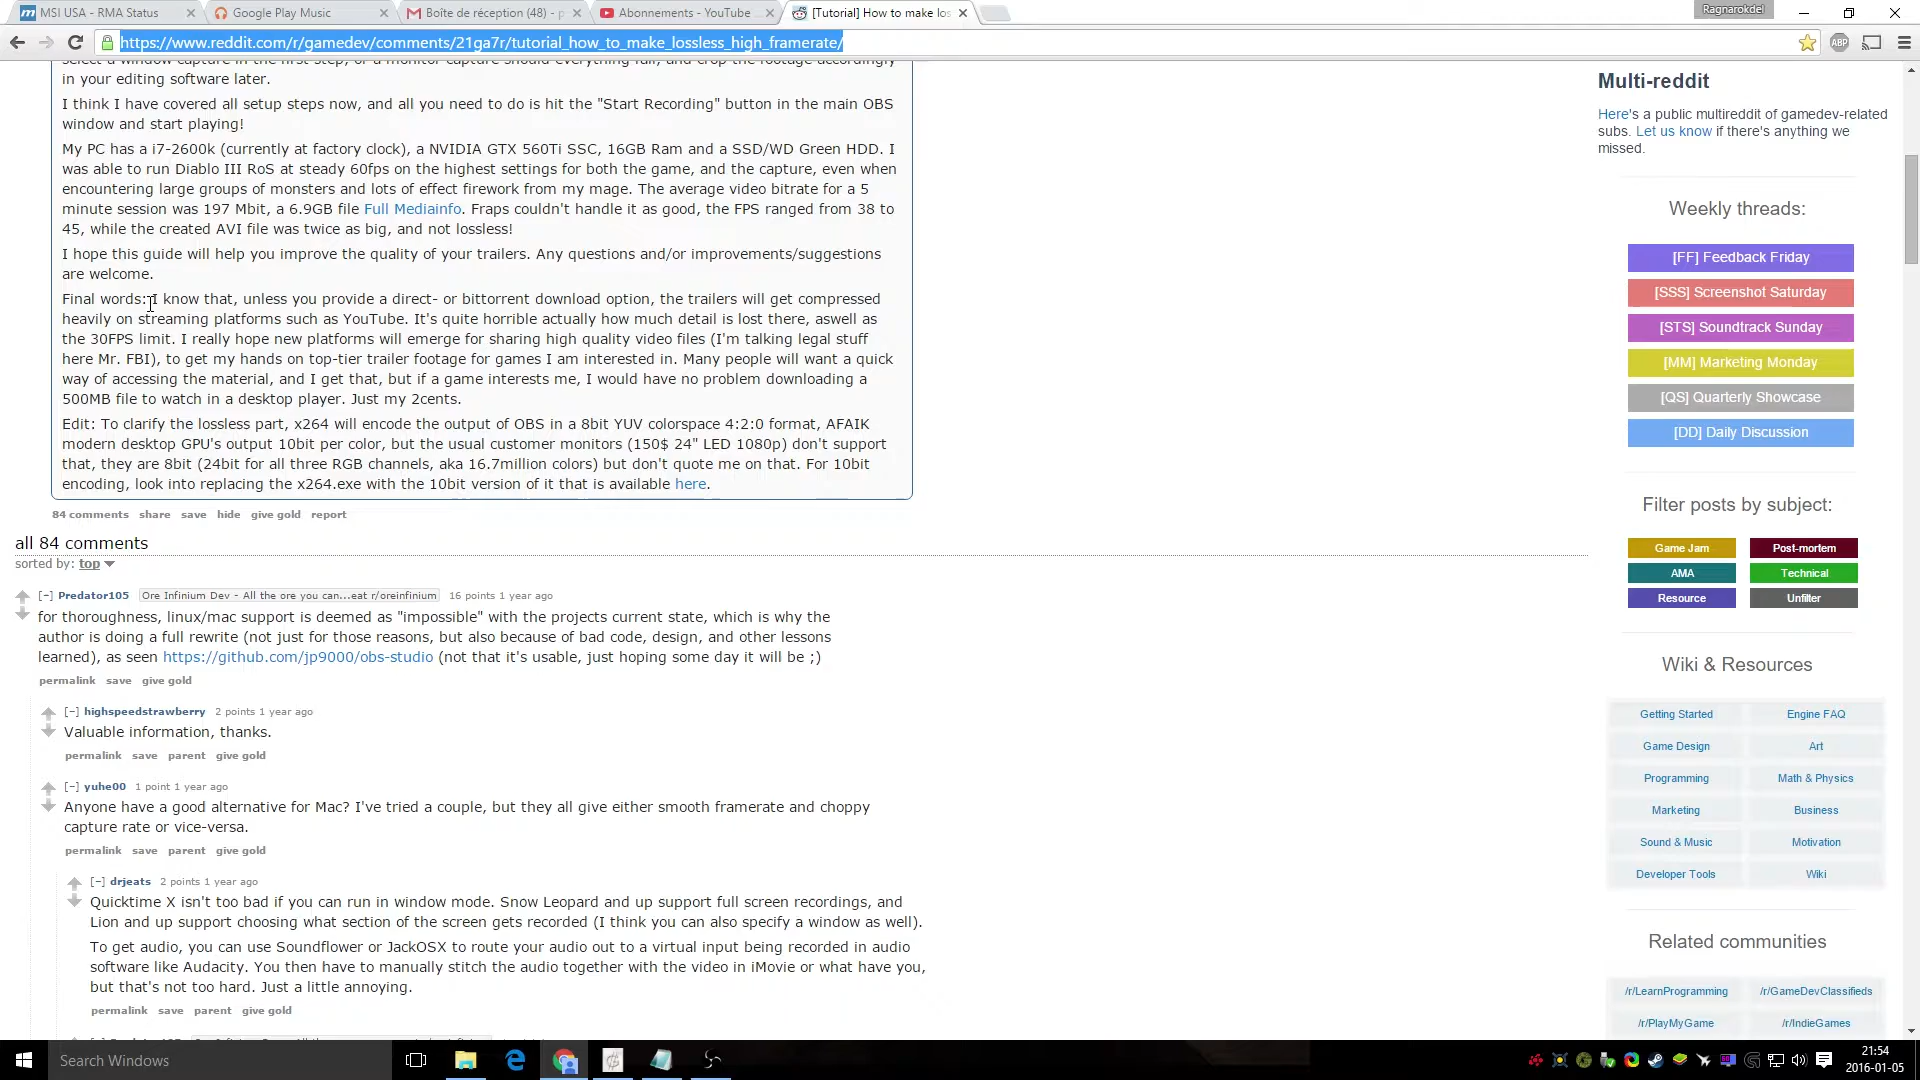 MSI USA - RMA Status
Google Play Music
Boîte de réception (48) - p
Abonnements - YouTube
[Tutorial] How to make los
Ragnarokdel
https://www.reddit.com/r/gamedev/comments/21ga7r/tutorial_how_to_make_lossless_high_framerate/
ABP
select a window capture in the first step, or a monitor capture should everything fail, and crop the footage accordingly
in your editing software later.
I think I have covered all setup steps now, and all you need to do is hit the "Start Recording" button in the main OBS
window and start playing!
My PC has a i7-2600k (currently at factory clock), a NVIDIA GTX 560Ti SSC, 16GB Ram and a SSD/WD Green HDD. I
was able to run Diablo III RoS at steady 60fps on the highest settings for both the game, and the capture, even when
encountering large groups of monsters and lots of effect firework from my mage. The average video bitrate for a 5
minute session was 197 Mbit, a 6.9GB file Full Mediainfo. Fraps couldn't handle it as good, the FPS ranged from 38 to
45, while the created AVI file was twice as big, and not lossless!
I hope this guide will help you improve the quality of your trailers. Any questions and/or improvements/suggestions
are welcome.
Final words: I know that, unless you provide a direct- or bittorrent download option, the trailers will get compressed
heavily on streaming platforms such as YouTube. It's quite horrible actually how much detail is lost there, aswell as
the 30FPS limit. I really hope new platforms will emerge for sharing high quality video files (I'm talking legal stuff
here Mr. FBI), to get my hands on top-tier trailer footage for games I am interested in. Many people will want a quick
way of accessing the material, and I get that, but if a game interests me, I would have no problem downloading a
500MB file to watch in a desktop player. Just my 2cents.
Edit: To clarify the lossless part, x264 will encode the output of OBS in a 8bit YUV colorspace 4:2:0 format, AFAIK
modern desktop GPU's output 10bit per color, but the usual customer monitors (150$ 24" LED 1080p) don't support
that, they are 8bit (24bit for all three RGB channels, aka 16.7million colors) but don't quote me on that. For 10bit
encoding, look into replacing the x264.exe with the 10bit version of it that is available here.
84 comments share save hide give gold report
all 84 comments
sorted by: top
[-] Predator105 Ore Infinium Dev - All the ore you can...eat r/oreinfinium 16 points 1 year ago
for thoroughness, linux/mac support is deemed as "impossible" with the projects current state, which is why the
author is doing a full rewrite (not just for those reasons, but also because of bad code, design, and other lessons
learned), as seen https://github.com/jp9000/obs-studio (not that it's usable, just hoping some day it will be ;)
permalink save give gold
[-] highspeedstrawberry 2 points 1 year ago
Valuable information, thanks.
permalink save parent give gold
[-] yuhe00 1 point 1 year ago
Anyone have a good alternative for Mac? I've tried a couple, but they all give either smooth framerate and choppy
capture rate or vice-versa.
permalink save parent give gold
[-] drjeats 2 points 1 year ago
Quicktime X isn't too bad if you can run in window mode. Snow Leopard and up support full screen recordings, and
Lion and up support choosing what section of the screen gets recorded (I think you can also specify a window as well).
To get audio, you can use Soundflower or JackOSX to route your audio out to a virtual input being recorded in audio
software like Audacity. You then have to manually stitch the audio together with the video in iMovie or what have you,
but that's not too hard. Just a little annoying.
permalink save parent give gold
Multi-reddit
Here's a public multireddit of gamedev-related
subs. Let us know if there's anything we
missed.
Weekly threads:
[FF] Feedback Friday
[SSS] Screenshot Saturday
[STS] Soundtrack Sunday
[MM] Marketing Monday
[QS] Quarterly Showcase
[DD] Daily Discussion
Filter posts by subject:
Game Jam Post-mortem
AMA Technical
Resource Unfilter
Wiki & Resources
Getting Started Engine FAQ
Game Design Art
Programming Math & Physics
Marketing Business
Sound & Music Motivation
Developer Tools Wiki
Related communities
/r/LearnProgramming /r/GameDevClassifieds
/r/PlayMyGame /r/IndieGames
Search Windows
21:54
2016-01-05